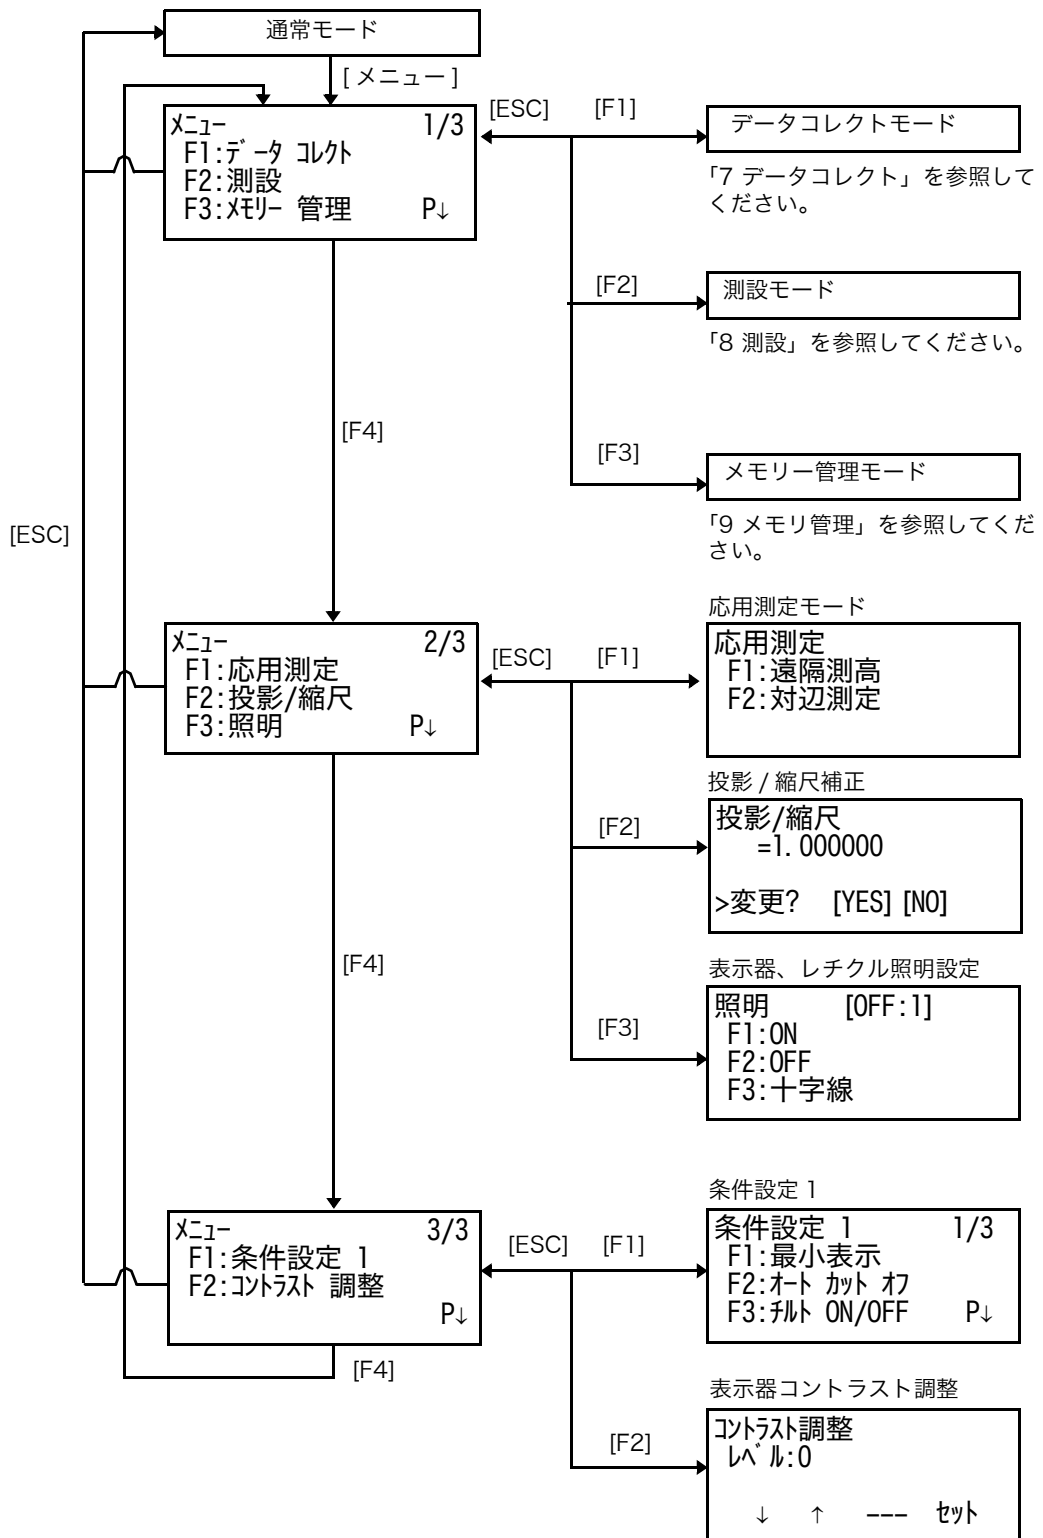 通常モード
[ メニュー ]
ﾒﾆｭｰ 1/3
F1:ﾃﾞｰﾀ ｺﾚｸﾄ
F2:測設
F3:ﾒﾓﾘｰ 管理 P↓
[ESC] [F1]
データコレクトモード
「7 データコレクト」を参照して
ください。
[F2]
測設モード
「8 測設」を参照してください。
[F4]
[F3]
メモリー管理モード
「9 メモリ管理」を参照してくだ
さい。
[ESC]
ﾒﾆｭｰ 2/3
F1:応用測定
F2:投影/縮尺
F3:照明 P↓
[ESC] [F1]
応用測定モード
応用測定
F1:遠隔測高
F2:対辺測定
[F2]
投影 / 縮尺補正
投影/縮尺
=1.000000
>変更? [YES] [NO]
[F4]
[F3]
表示器、レチクル照明設定
照明 [OFF:1]
F1:ON
F2:OFF
F3:十字線
ﾒﾆｭｰ 3/3
F1:条件設定 1
F2:ｺﾝﾄﾗｽﾄ 調整
P↓
[F4]
[ESC] [F1]
条件設定 1
条件設定 1 1/3
F1:最小表示
F2:ｵｰﾄ ｶｯﾄ ｵﾌ
F3:ﾁﾙﾄ ON/OFF P↓
[F2]
表示器コントラスト調整
ｺﾝﾄﾗｽﾄ調整
ﾚﾍﾞﾙ:0
↓ ↑ --- ｾｯﾄ